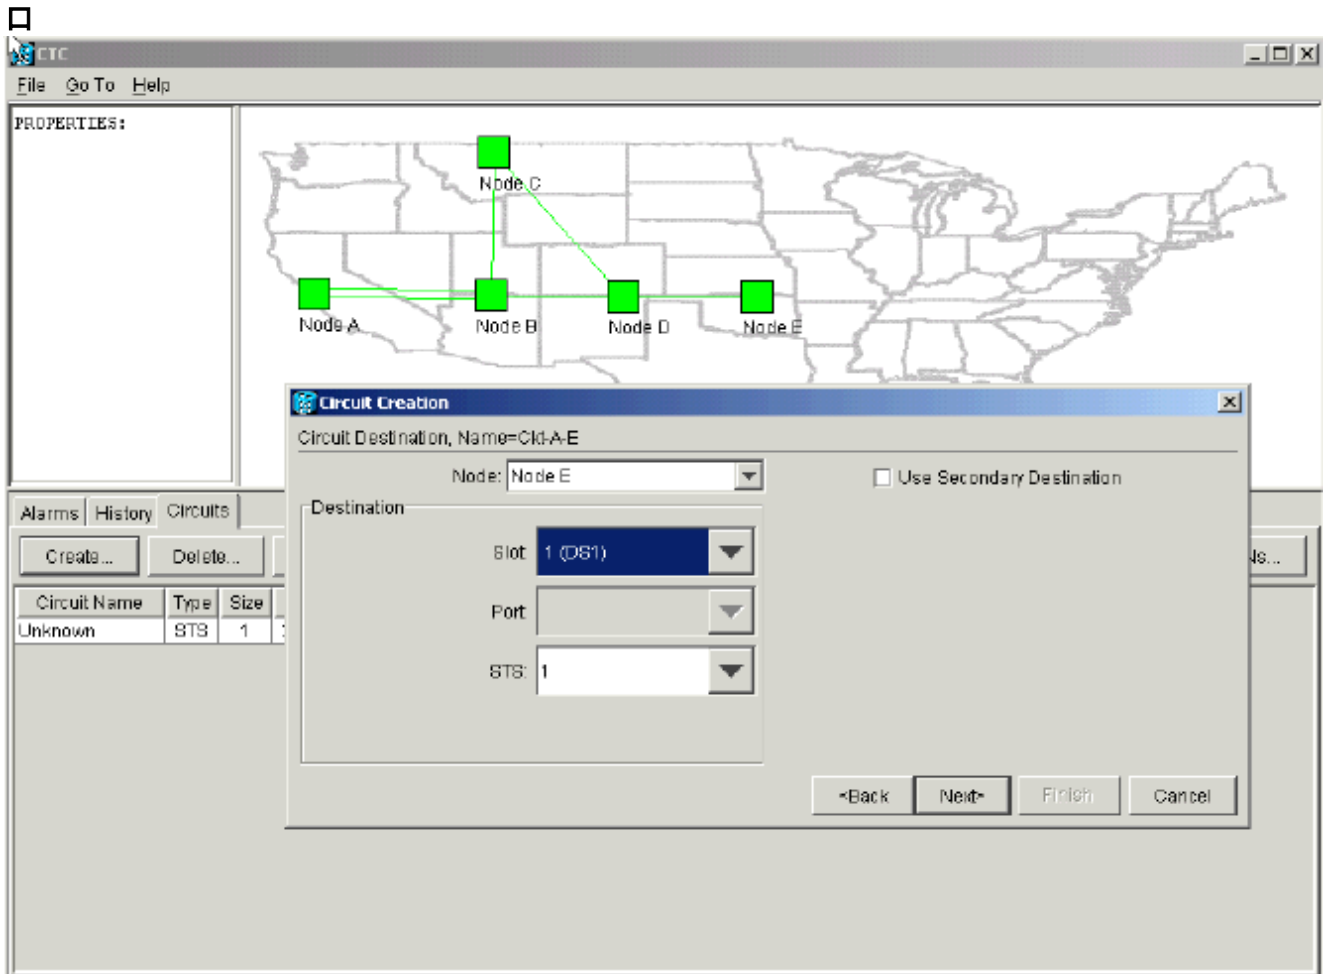 口
CTC
File Go To Help
PROPERTIES:
Node C
Node A
Node B
Node D
Node E
Circuit Creation
Circuit Destination, Name=Ckt-A-E
Node: Node E
Use Secondary Destination
Destination
Slot: 1 (DS1)
Port:
STS: 1
<Back Next> Finish Cancel
Alarms History Circuits
Create... Delete...
Circuit Name Type Size
Unknown STS 1